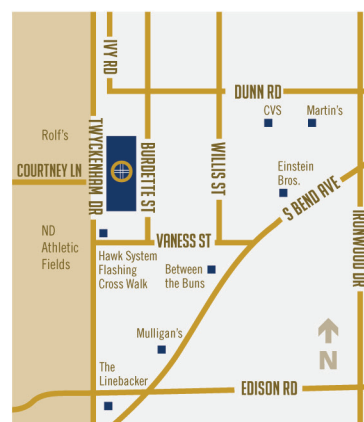 IVY RD
DUNN RD
CVS
Martin's
Rolf's
TWYCKENHAM DR
BURDETTE ST
WILLIS ST
COURTNEY LN
Einstein
Bros.
S BEND AVE
IRONWOOD DR
ND
Athletic
Fields
VANESS ST
Hawk System
Flashing
Cross Walk
Between
the Buns
Mulligan's
N
The
Linebacker
EDISON RD